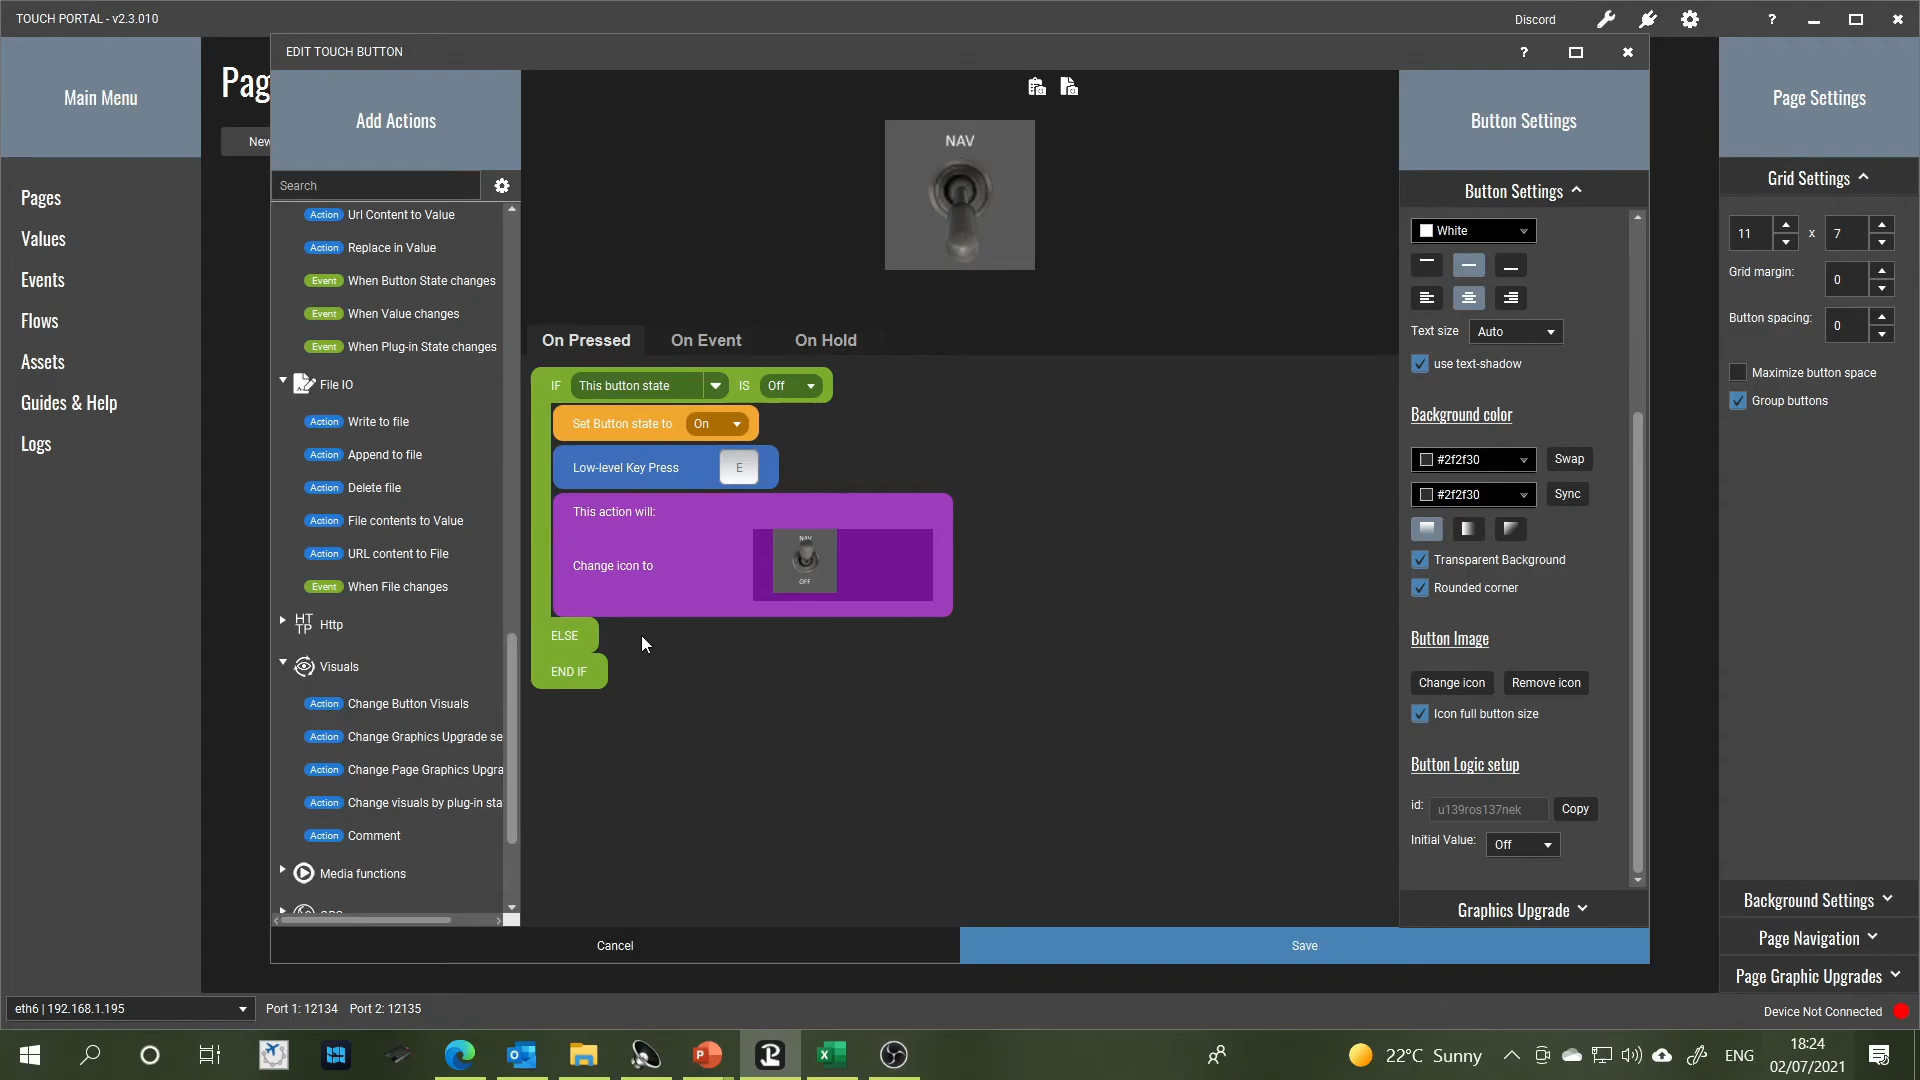 TOUCH PORTAL - v2.3.010
Discord
?
EDIT TOUCH BUTTON
?
Main Menu
Pages
Values
Events
Flows
Assets
Guides & Help
Logs
Pag
New
Add Actions
Search
Action Url Content to Value
Action Replace in Value
Event When Button State changes
Event When Value changes
Event When Plug-in State changes
File IO
Action Write to file
Action Append to file
Action Delete file
Action File contents to Value
Action URL content to File
Event When File changes
HT TP Http
Visuals
Action Change Button Visuals
Action Change Graphics Upgrade se
Action Change Page Graphics Upgra
Action Change visuals by plug-in sta
Action Comment
Media functions
NAV
On Pressed On Event On Hold
IF This button state IS Off
Set Button state to On
Low-level Key Press E
This action will:
Change icon to
NAV
OFF
ELSE
END IF
Cancel
Save
Button Settings
Button Settings
White
Text size Auto
use text-shadow
Background color
#2f2f30 Swap
#2f2f30 Sync
Transparent Background
Rounded corner
Button Image
Change icon Remove icon
Icon full button size
Button Logic setup
id: u139ros137nek Copy
Initial Value: Off
Graphics Upgrade
Page Settings
Grid Settings
11 x 7
Grid margin: 0
Button spacing: 0
Maximize button space
Group buttons
Background Settings
Page Navigation
Page Graphic Upgrades
eth6 | 192.168.1.195 Port 1: 12134 Port 2: 12135
Device Not Connected
22°C Sunny
ENG
18:24
02/07/2021